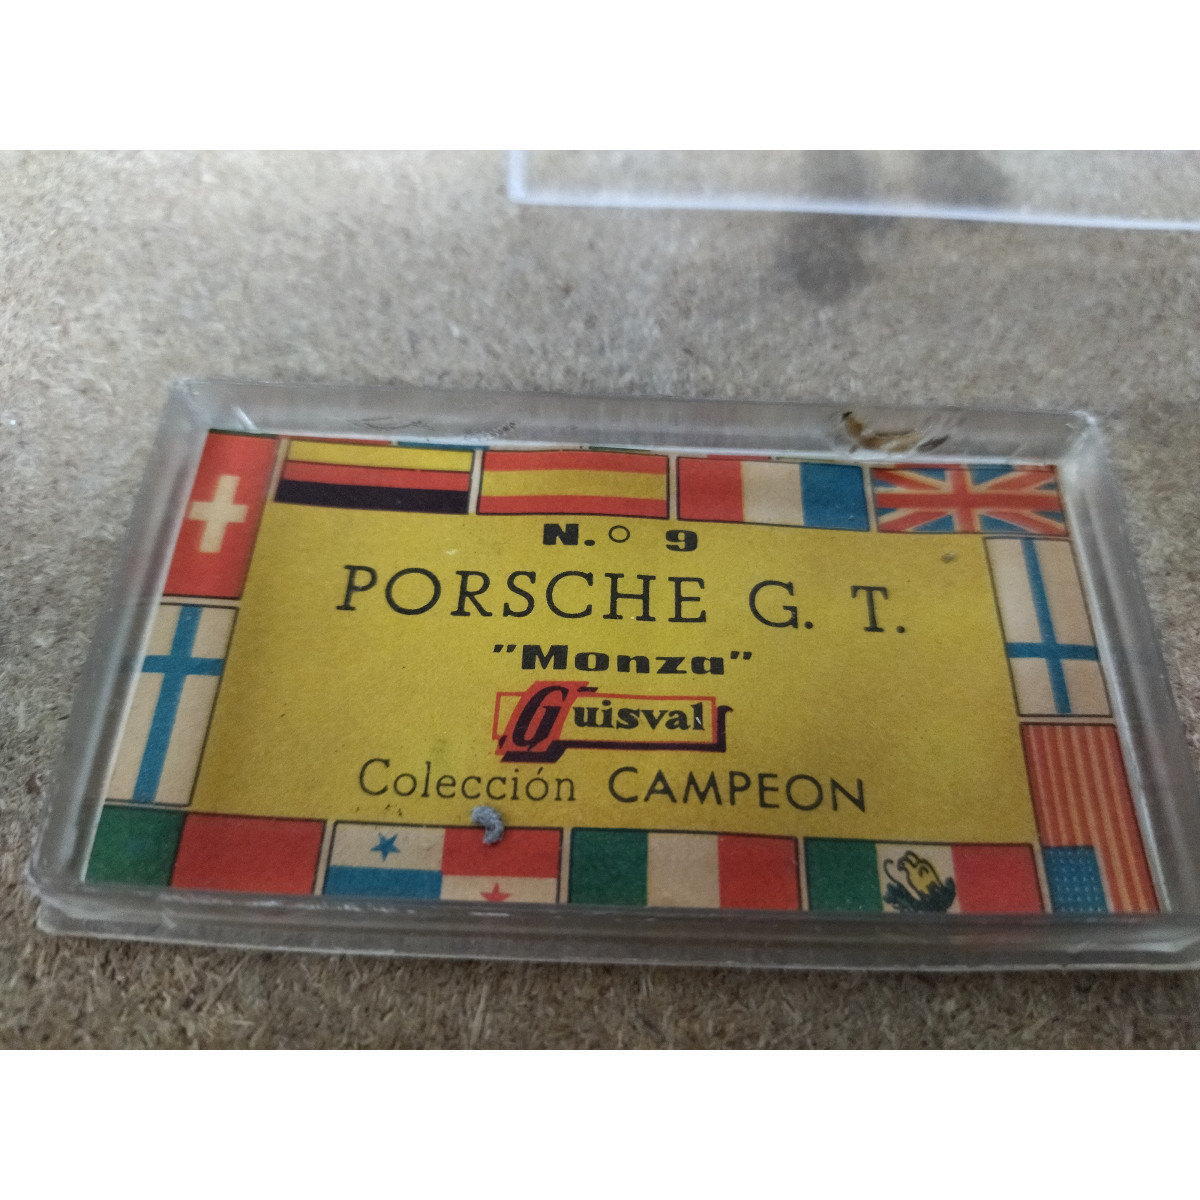 N.º 9
PORSCHE G. T.
"Monza"
Guisval
Colección CAMPEON